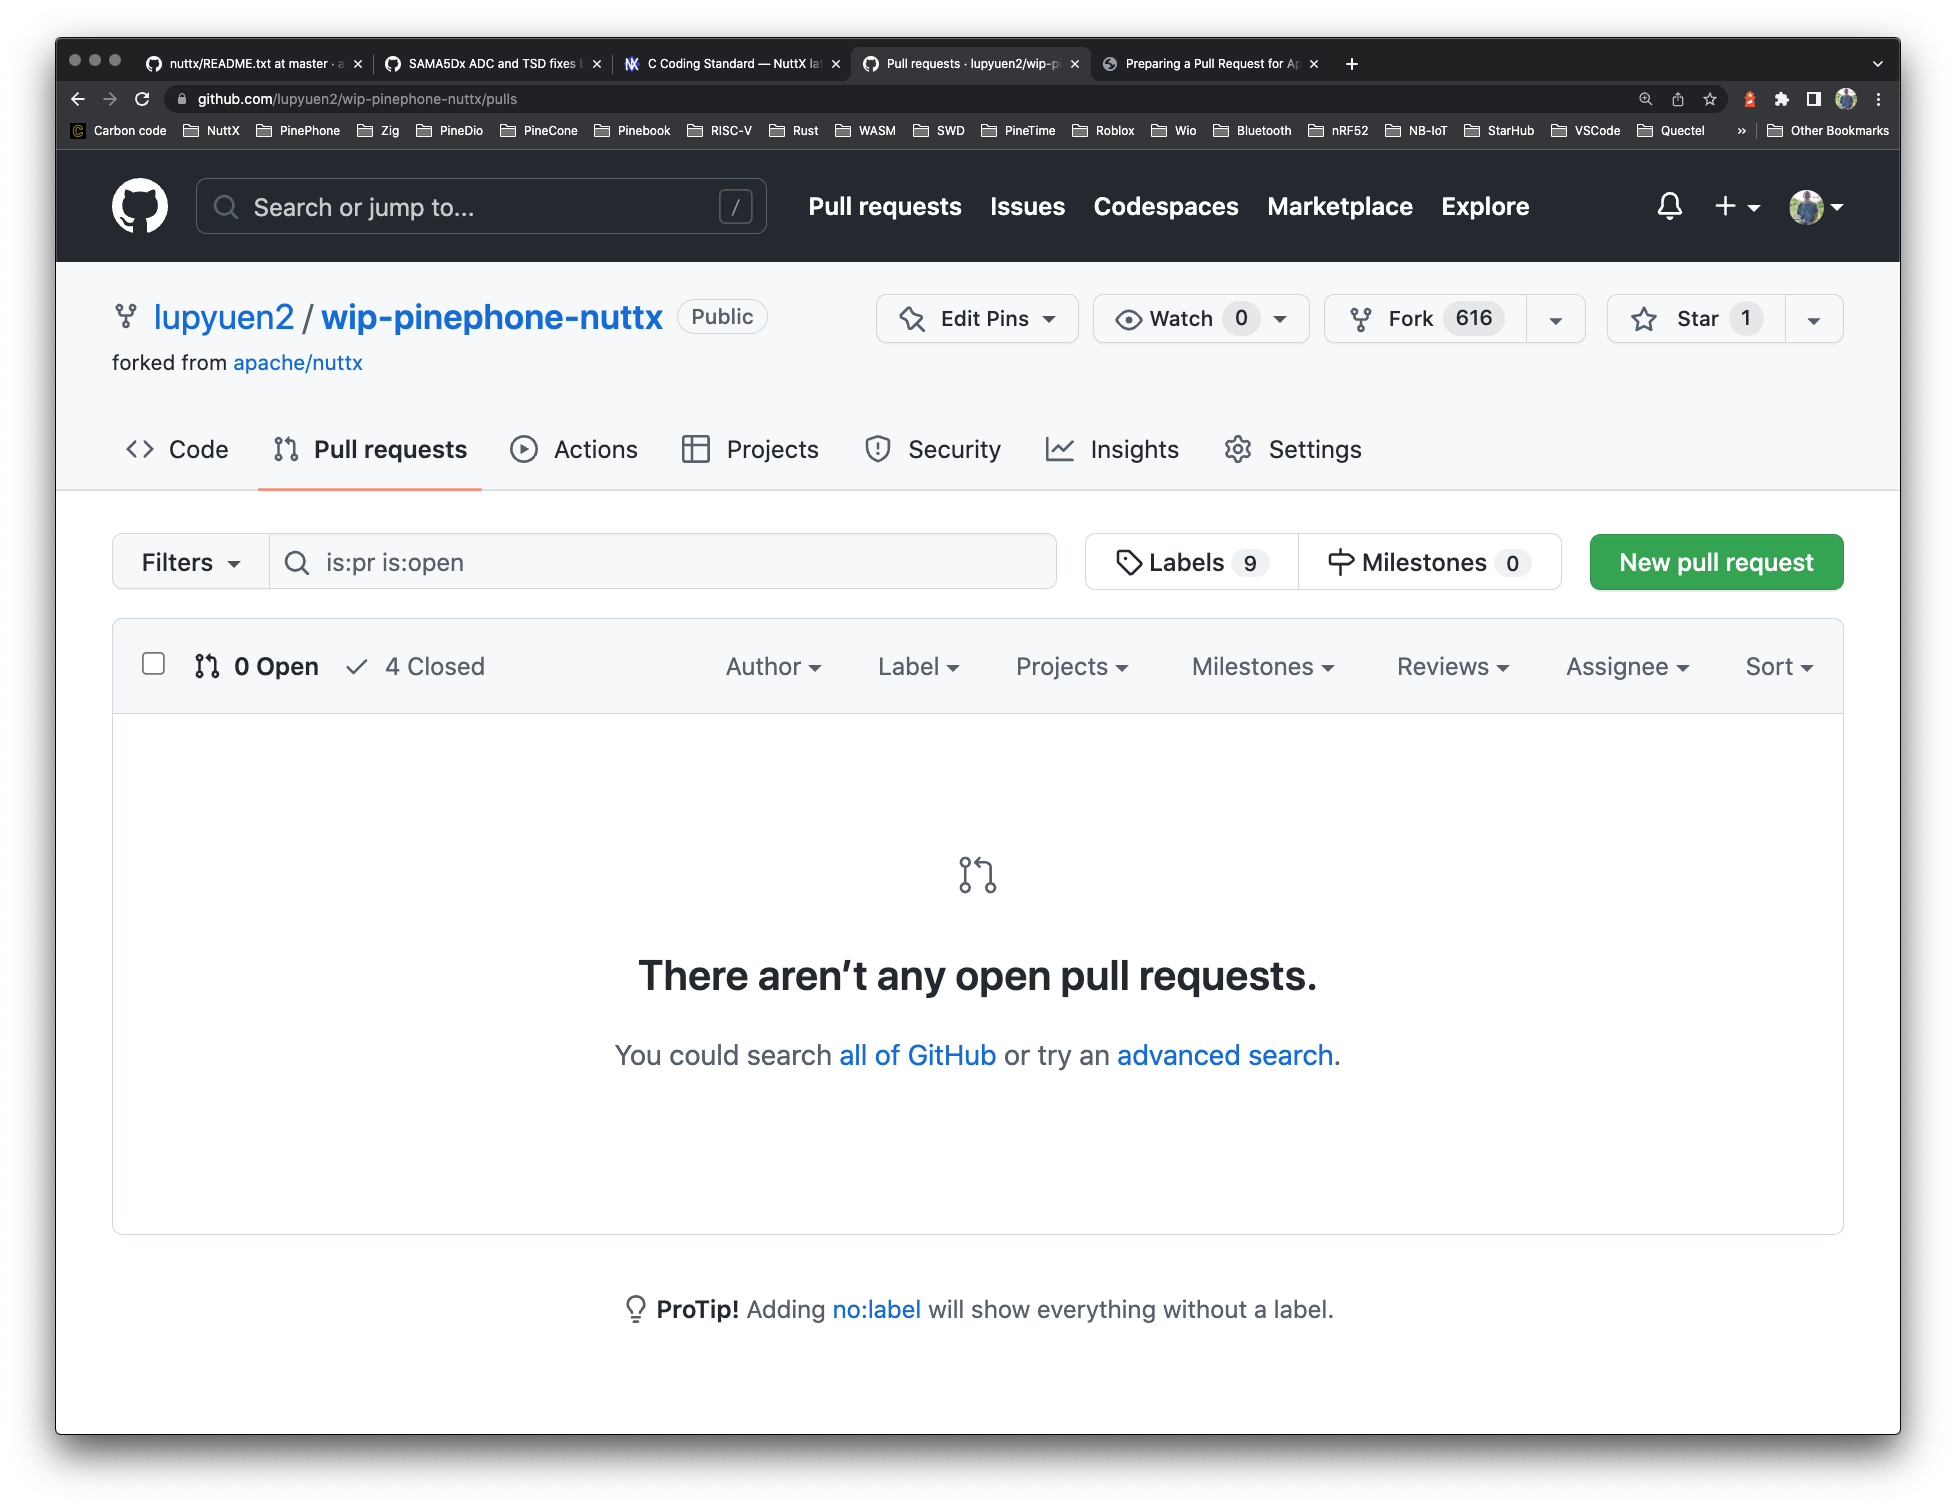 nuttx/README.txt at master · a
SAMA5Dx ADC and TSD fixes b
C Coding Standard — NuttX lat
Pull requests · lupyuen2/wip-pi
Preparing a Pull Request for Ap
github.com/lupyuen2/wip-pinephone-nuttx/pulls
Carbon code NuttX PinePhone Zig PineDio PineCone Pinebook RISC-V Rust WASM SWD PineTime Roblox Wio Bluetooth nRF52 NB-IoT StarHub VSCode Quectel » Other Bookmarks
Search or jump to... / Pull requests Issues Codespaces Marketplace Explore
lupyuen2 / wip-pinephone-nuttx Public Edit Pins Watch 0 Fork 616 Star 1
forked from apache/nuttx
Code Pull requests Actions Projects Security Insights Settings
Filters is:pr is:open Labels 9 Milestones 0 New pull request
0 Open 4 Closed Author Label Projects Milestones Reviews Assignee Sort
There aren’t any open pull requests.
You could search all of GitHub or try an advanced search.
ProTip! Adding no:label will show everything without a label.